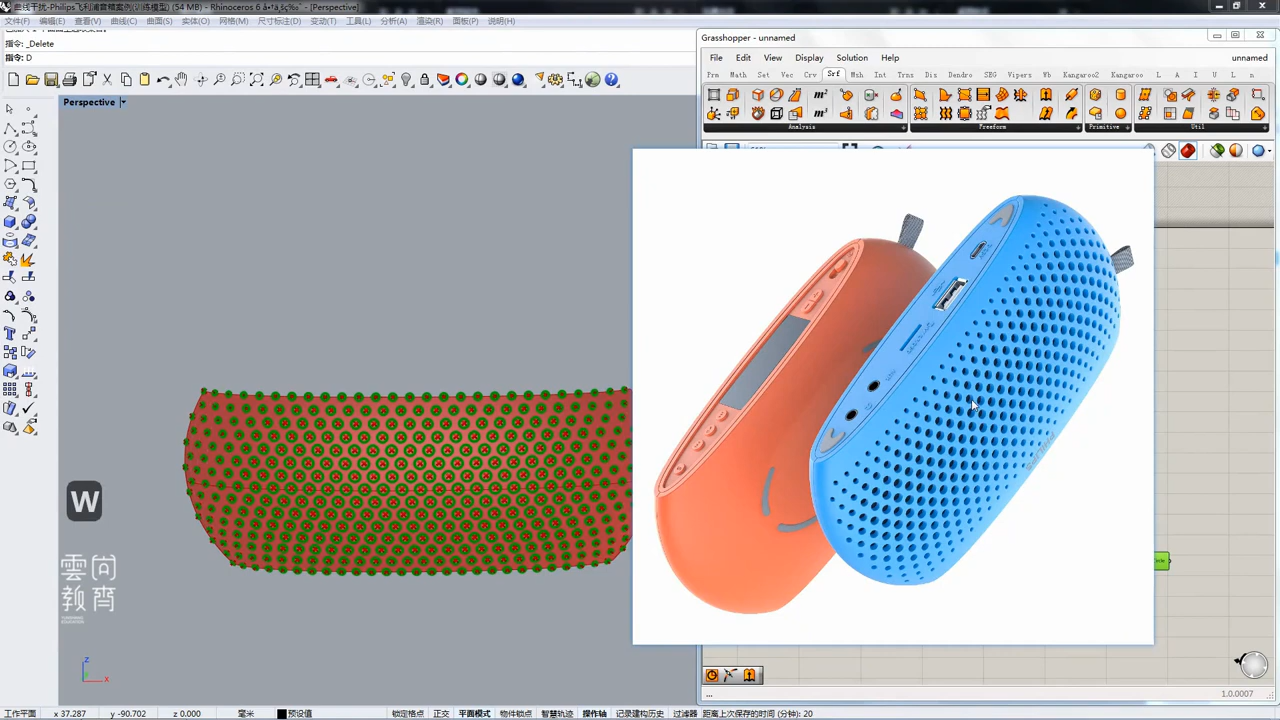 些线干扰-Philips飞利浦音箱案例(训练模型) (54 MB) - Rhinoceros 6
- [Perspective]
文件(F) 编辑(E) 查看(V) 曲线(C) 曲面(S) 实体(O) 网格(M) 尺寸标注(D) 变动(T) 工具(L) 分析(A) 渲染(R) 面板(P) 说明(H)
指令: _Delete
指令: D
Perspective
Grasshopper - unnamed
File Edit View Display Solution Help
unnamed
Prm Math Set Vec Crv Srf Msh Int Trns Dis Dendro SEG Vipers Wb Kangaroo2 Kangaroo L A I U L n
Analysis Freeform Primitive Util
W
雲尚
教育
YUNSHANG EDUCATION
z
x
...
1.0.0007
工作平面 x 37.287 y -90.702 z 0.000 毫米 预设值 锁定格点 正交 平面模式 物件锁点 智慧轨迹 操作轴 记录建构历史 过滤器 距离上次保存的时间 (分钟): 20